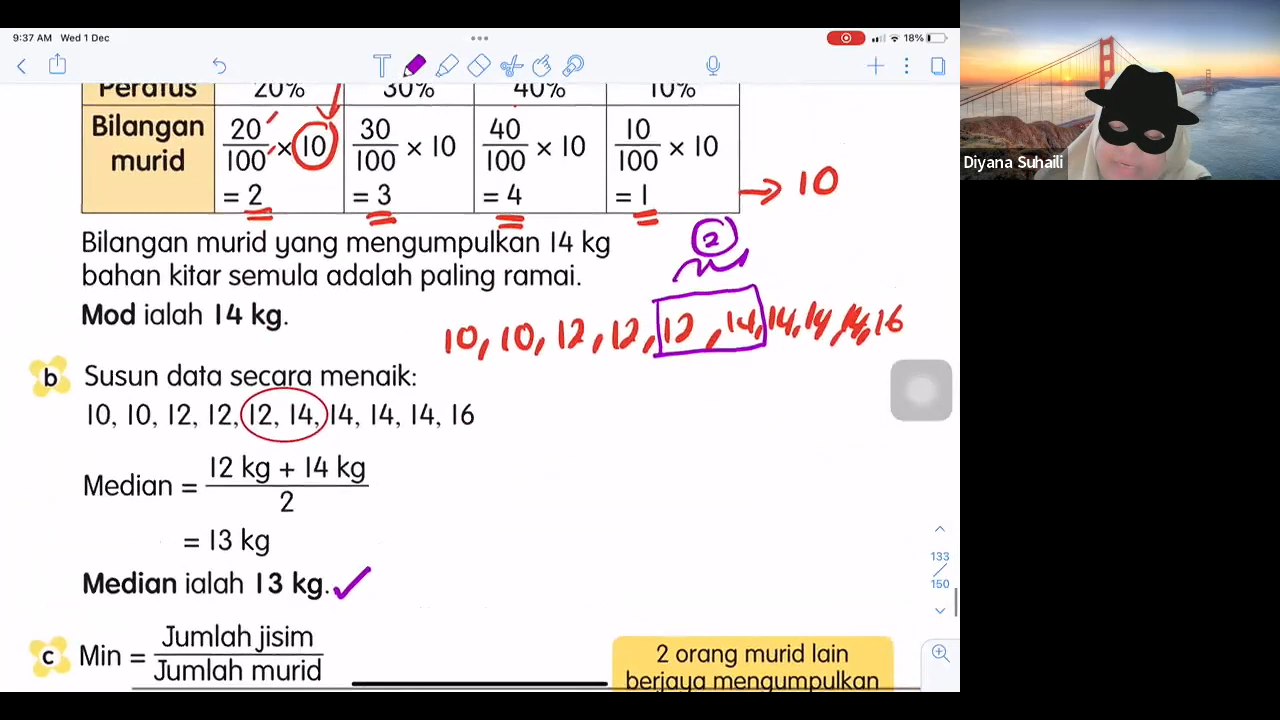 9:37 AM Wed 1 Dec
18%
T
Diyana Suhaili
Peratus 20% 30% 40% 10%
Bilangan murid
20/100 × 10 = 2
30/100 × 10 = 3
40/100 × 10 = 4
10/100 × 10 = 1
→ 10
Bilangan murid yang mengumpulkan 14 kg
bahan kitar semula adalah paling ramai.
Mod ialah 14 kg.
2
10, 10, 12, 12, 12, 14, 14, 14, 14, 16
b Susun data secara menaik:
10, 10, 12, 12, 12, 14, 14, 14, 14, 16
Median = 12 kg + 14 kg
2
= 13 kg
Median ialah 13 kg.
133
150
c Min = Jumlah jisim
Jumlah murid
2 orang murid lain
berjaya mengumpulkan